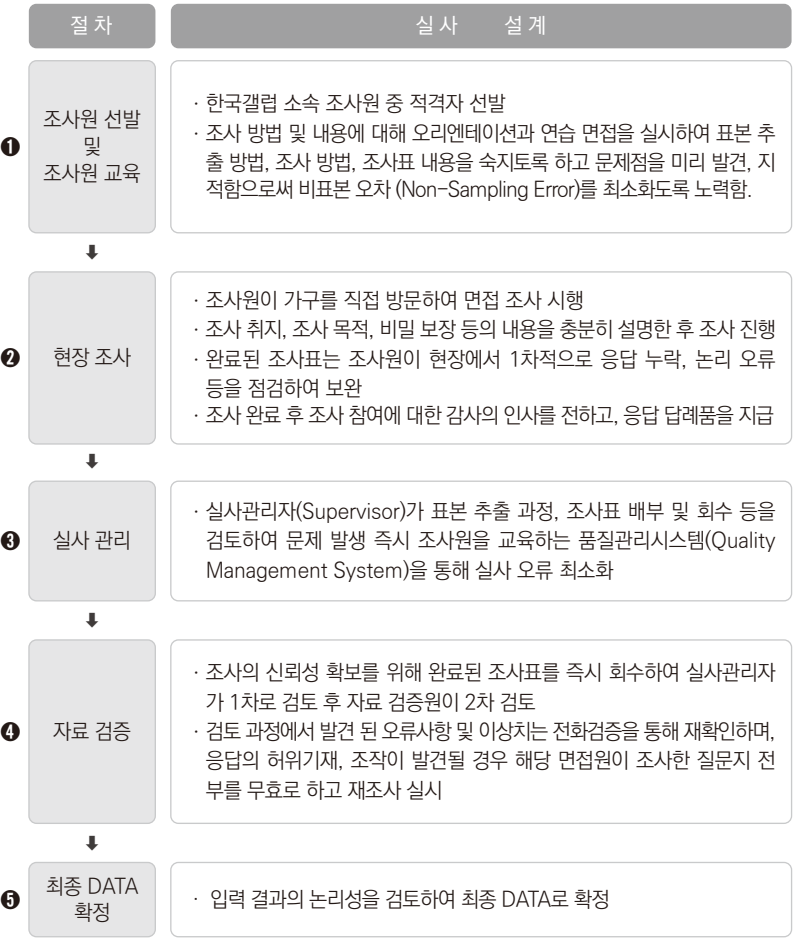 절 차
실 사 설 계
❶
조사원 선발
및
조사원 교육
· 한국갤럽 소속 조사원 중 적격자 선발
· 조사 방법 및 내용에 대해 오리엔테이션과 연습 면접을 실시하여 표본 추
출 방법, 조사 방법, 조사표 내용을 숙지토록 하고 문제점을 미리 발견, 지
적함으로써 비표본 오차 (Non-Sampling Error)를 최소화도록 노력함.
⬇
❷
현장 조사
· 조사원이 가구를 직접 방문하여 면접 조사 시행
· 조사 취지, 조사 목적, 비밀 보장 등의 내용을 충분히 설명한 후 조사 진행
· 완료된 조사표는 조사원이 현장에서 1차적으로 응답 누락, 논리 오류
등을 점검하여 보완
· 조사 완료 후 조사 참여에 대한 감사의 인사를 전하고, 응답 답례품을 지급
⬇
❸
실사 관리
· 실사관리자(Supervisor)가 표본 추출 과정, 조사표 배부 및 회수 등을
검토하여 문제 발생 즉시 조사원을 교육하는 품질관리시스템(Quality
Management System)을 통해 실사 오류 최소화
⬇
❹
자료 검증
· 조사의 신뢰성 확보를 위해 완료된 조사표를 즉시 회수하여 실사관리자
가 1차로 검토 후 자료 검증원이 2차 검토
· 검토 과정에서 발견 된 오류사항 및 이상치는 전화검증을 통해 재확인하며,
응답의 허위기재, 조작이 발견될 경우 해당 면접원이 조사한 질문지 전
부를 무효로 하고 재조사 실시
⬇
❺
최종 DATA
확정
· 입력 결과의 논리성을 검토하여 최종 DATA로 확정